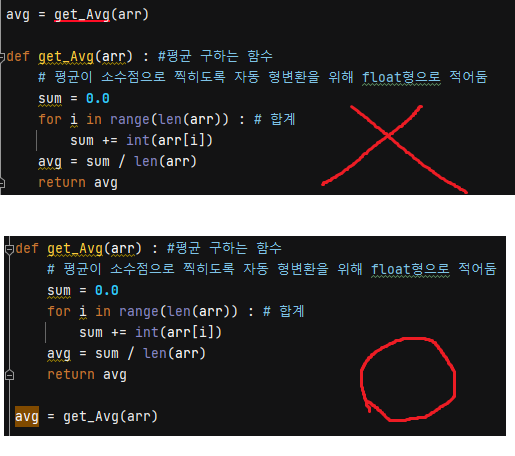 avg = get_Avg(arr)
def get_Avg(arr) : #평균 구하는 함수
# 평균이 소수점으로 찍히도록 자동 형변환을 위해 float형으로 적어둠
sum = 0.0
for i in range(len(arr)) : # 합계
sum += int(arr[i])
avg = sum / len(arr)
return avg
def get_Avg(arr) : #평균 구하는 함수
# 평균이 소수점으로 찍히도록 자동 형변환을 위해 float형으로 적어둠
sum = 0.0
for i in range(len(arr)) : # 합계
sum += int(arr[i])
avg = sum / len(arr)
return avg
avg = get_Avg(arr)